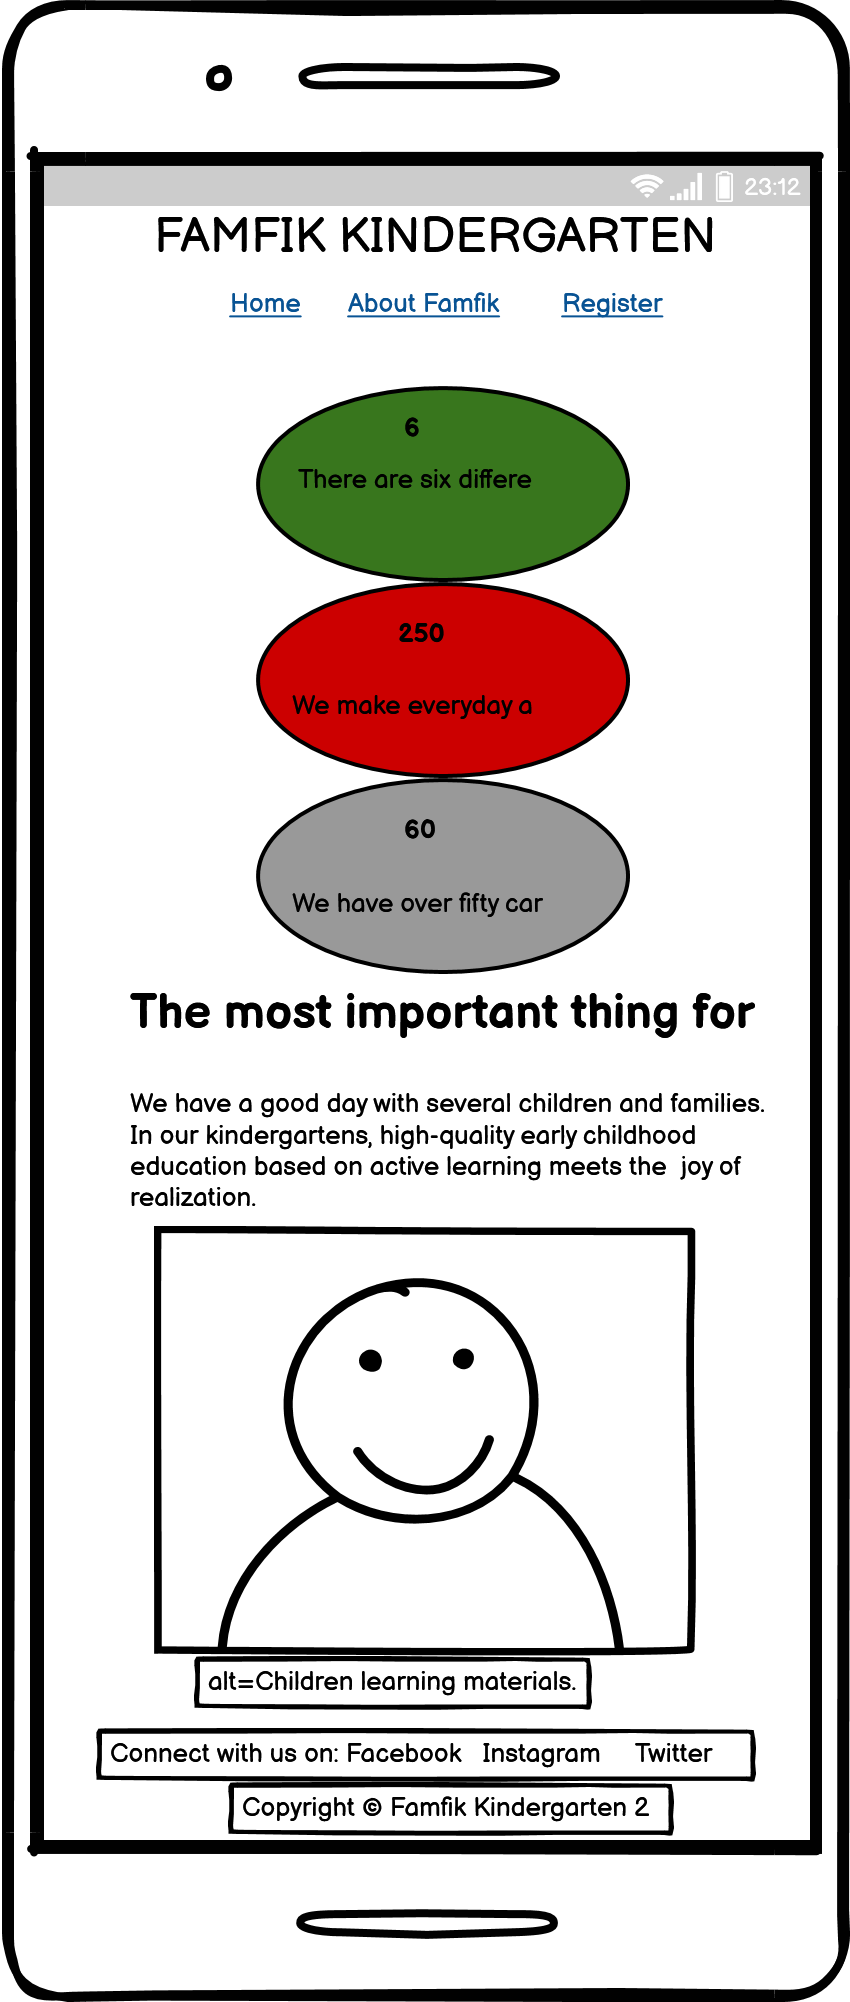 23:12
FAMFIK KINDERGARTEN
Home About Famfik Register
6
There are six differe
250
We make everyday a
60
We have over fifty car
The most important thing for
We have a good day with several children and families.
In our kindergartens, high-quality early childhood
education based on active learning meets the joy of
realization.
alt=Children learning materials.
Connect with us on: Facebook Instagram Twitter
Copyright © Famfik Kindergarten 2